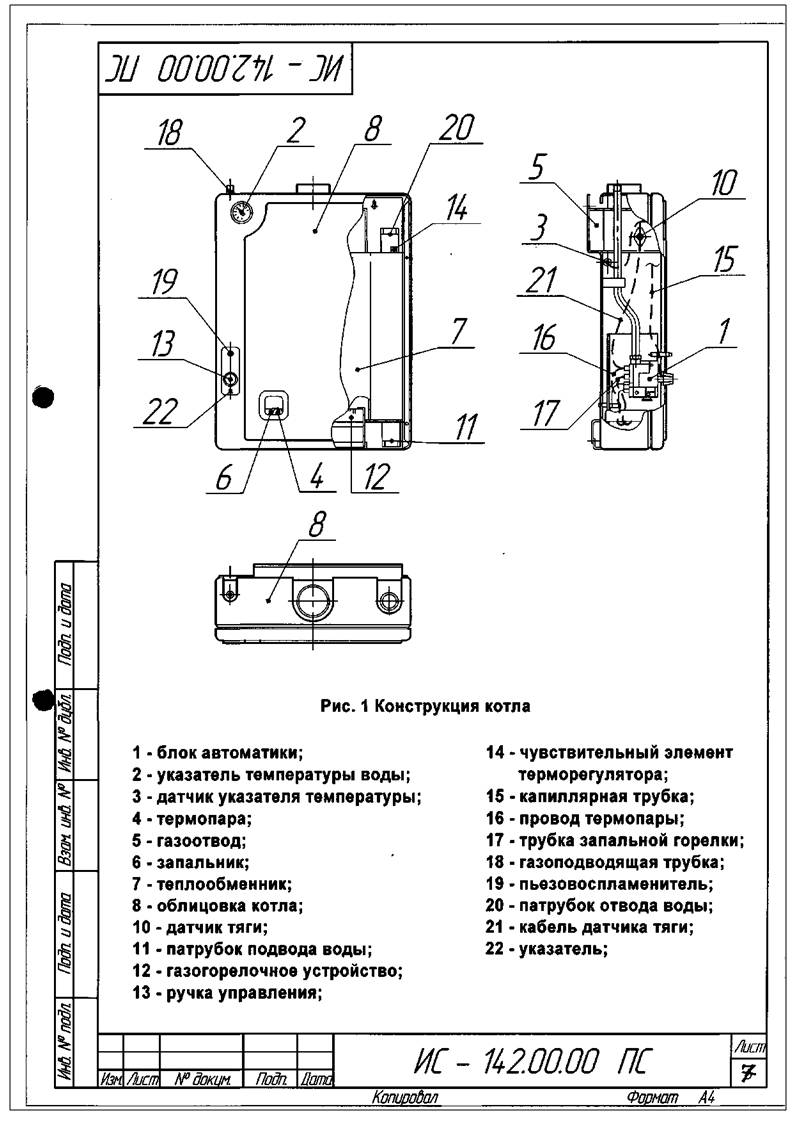 ИС - 142.00.00 ПС
18
2
8
20
14
19
13
22
7
11
6
4
12
5
10
3
15
21
16
1
17
8
Рис. 1 Конструкция котла
1 - блок автоматики;
2 - указатель температуры воды;
3 - датчик указателя температуры;
4 - термопара;
5 - газоотвод;
6 - запальник;
7 - теплообменник;
8 - облицовка котла;
10 - датчик тяги;
11 - патрубок подвода воды;
12 - газогорелочное устройство;
13 - ручка управления;
14 - чувствительный элемент
терморегулятора;
15 - капиллярная трубка;
16 - провод термопары;
17 - трубка запальной горелки;
18 - газоподводящая трубка;
19 - пьезовоспламенитель;
20 - патрубок отвода воды;
21 - кабель датчика тяги;
22 - указатель;
Подп. и дата
Инв. № дубл.
Взам. инв. №
Подп. и дата
Инв. № подл.
Изм. Лист № докум. Подп. Дата
ИС - 142.00.00 ПС
Лист
7
Копировал
Формат А4